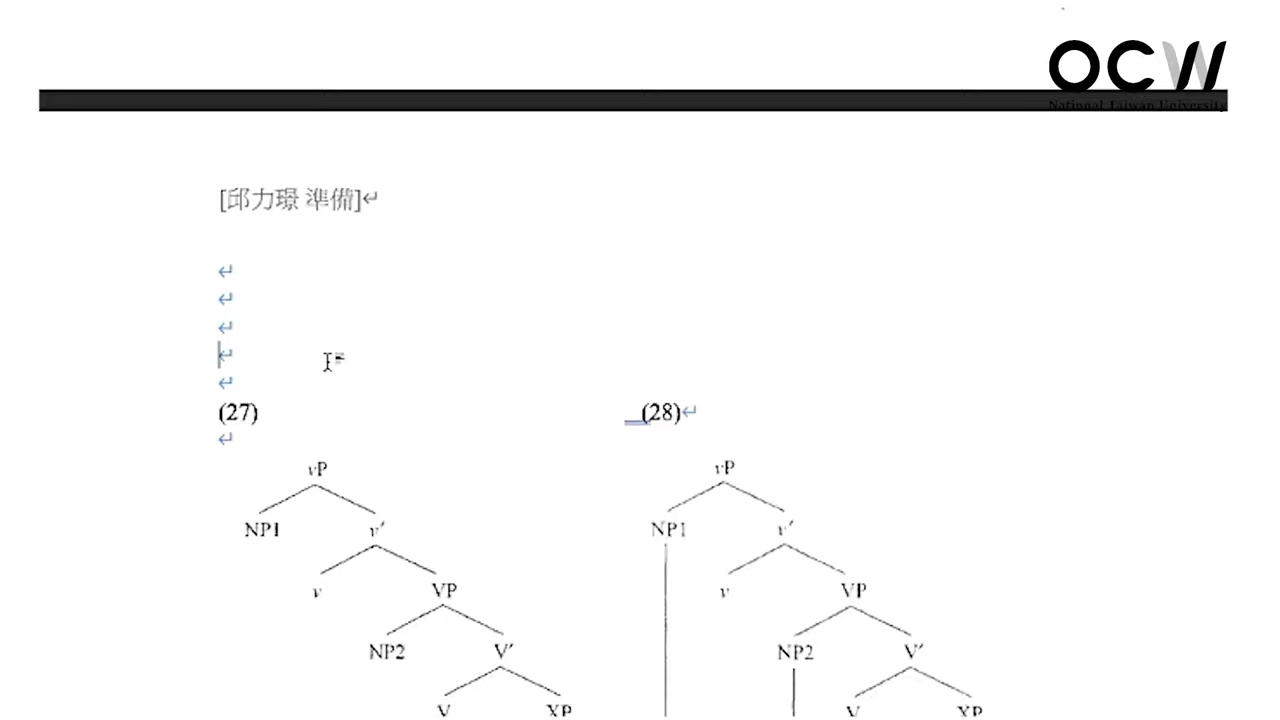 OCW
National Taiwan University
[邱力璟 準備]
(27)
(28)
vP
vP
NP1
v′
NP1
v′
v
VP
v
VP
NP2
V′
NP2
V′
V
XP
V
XP